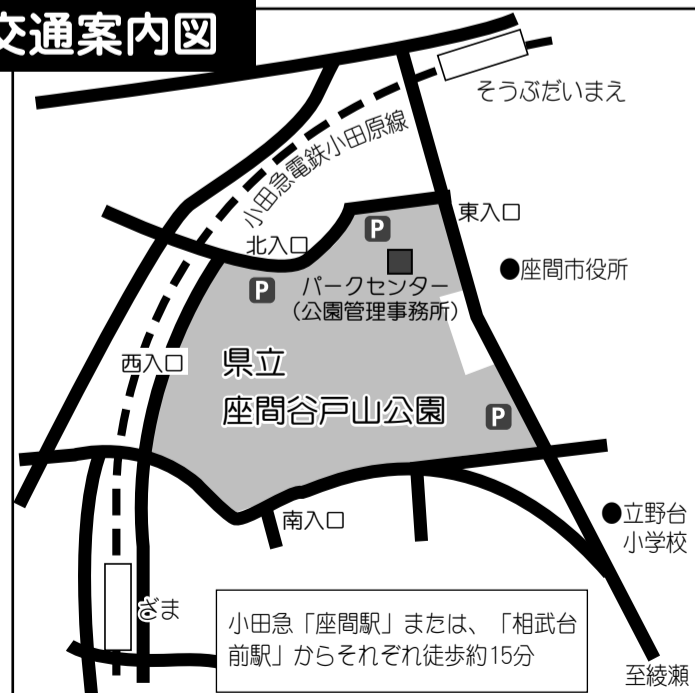 交通案内図
そうぶだいまえ
小田急電鉄小田原線
東入口
P
北入口
座間市役所
P
パークセンター
（公園管理事務所）
西入口
県立
座間谷戸山公園
P
南入口
立野台
小学校
ざま
小田急「座間駅」または、「相武台
前駅」からそれぞれ徒歩約15分
至綾瀬